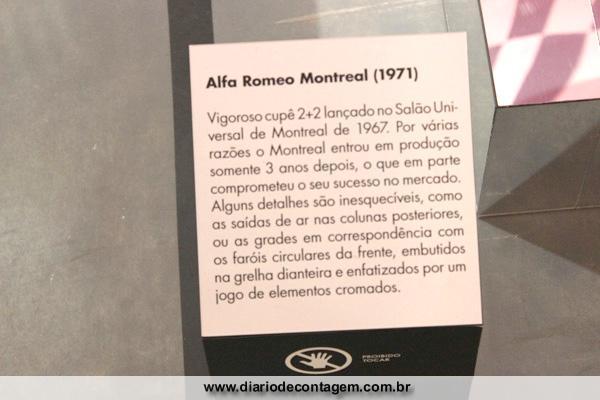 Alfa Romeo Montreal (1971)
Vigoroso cupê 2+2 lançado no Salão Uni-
versal de Montreal de 1967. Por várias
razões o Montreal entrou em produção
somente 3 anos depois, o que em parte
comprometeu o seu sucesso no mercado.
Alguns detalhes são inesquecíveis, como
as saídas de ar nas colunas posteriores,
ou as grades em correspondência com
os faróis circulares da frente, embutidos
na grelha dianteira e enfatizados por um
jogo de elementos cromados.
PROIBIDO
TOCAR
www.diariodecontagem.com.br